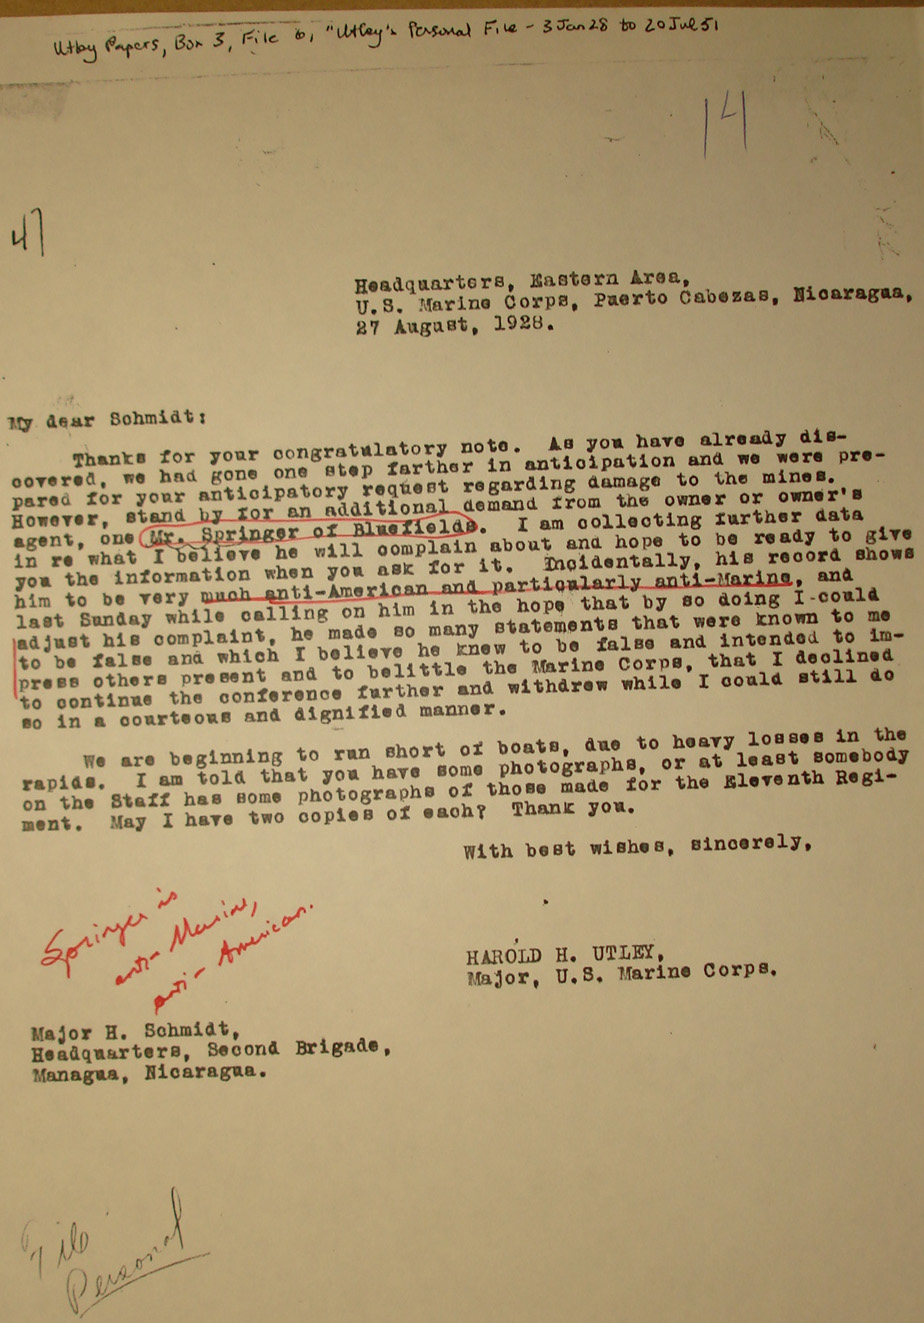 Utley Papers, Box 3, File 6, "Utley's Personal File - 3 Jan 28 to 20 Jul 51
14
47
Headquarters, Eastern Area,
U.S. Marine Corps, Puerto Cabezas, Nicaragua,
27 August, 1928.
My dear Schmidt:
Thanks for your congratulatory note. As you have already dis-
covered, we had gone one step farther in anticipation and we were pre-
pared for your anticipatory request regarding damage to the mines.
However, stand by for an additional demand from the owner or owner's
agent, one Mr. Springer of Bluefields. I am collecting further data
in re what I believe he will complain about and hope to be ready to give
you the information when you ask for it. Incidentally, his record shows
him to be very much anti-American and particularly anti-Marine, and
last Sunday while calling on him in the hope that by so doing I could
adjust his complaint, he made so many statements that were known to me
to be false and which I believe he knew to be false and intended to im-
press others present and to belittle the Marine Corps, that I declined
to continue the conference further and withdrew while I could still do
so in a courteous and dignified manner.
We are beginning to run short of boats, due to heavy losses in the
rapids. I am told that you have some photographs, or at least somebody
on the Staff has some photographs of those made for the Eleventh Regi-
ment. May I have two copies of each? Thank you.
With best wishes, sincerely,
Springer is
anti-Marine,
anti-American.
HAROLD H. UTLEY,
Major, U.S. Marine Corps.
Major H. Schmidt,
Headquarters, Second Brigade,
Managua, Nicaragua.
File
Personal